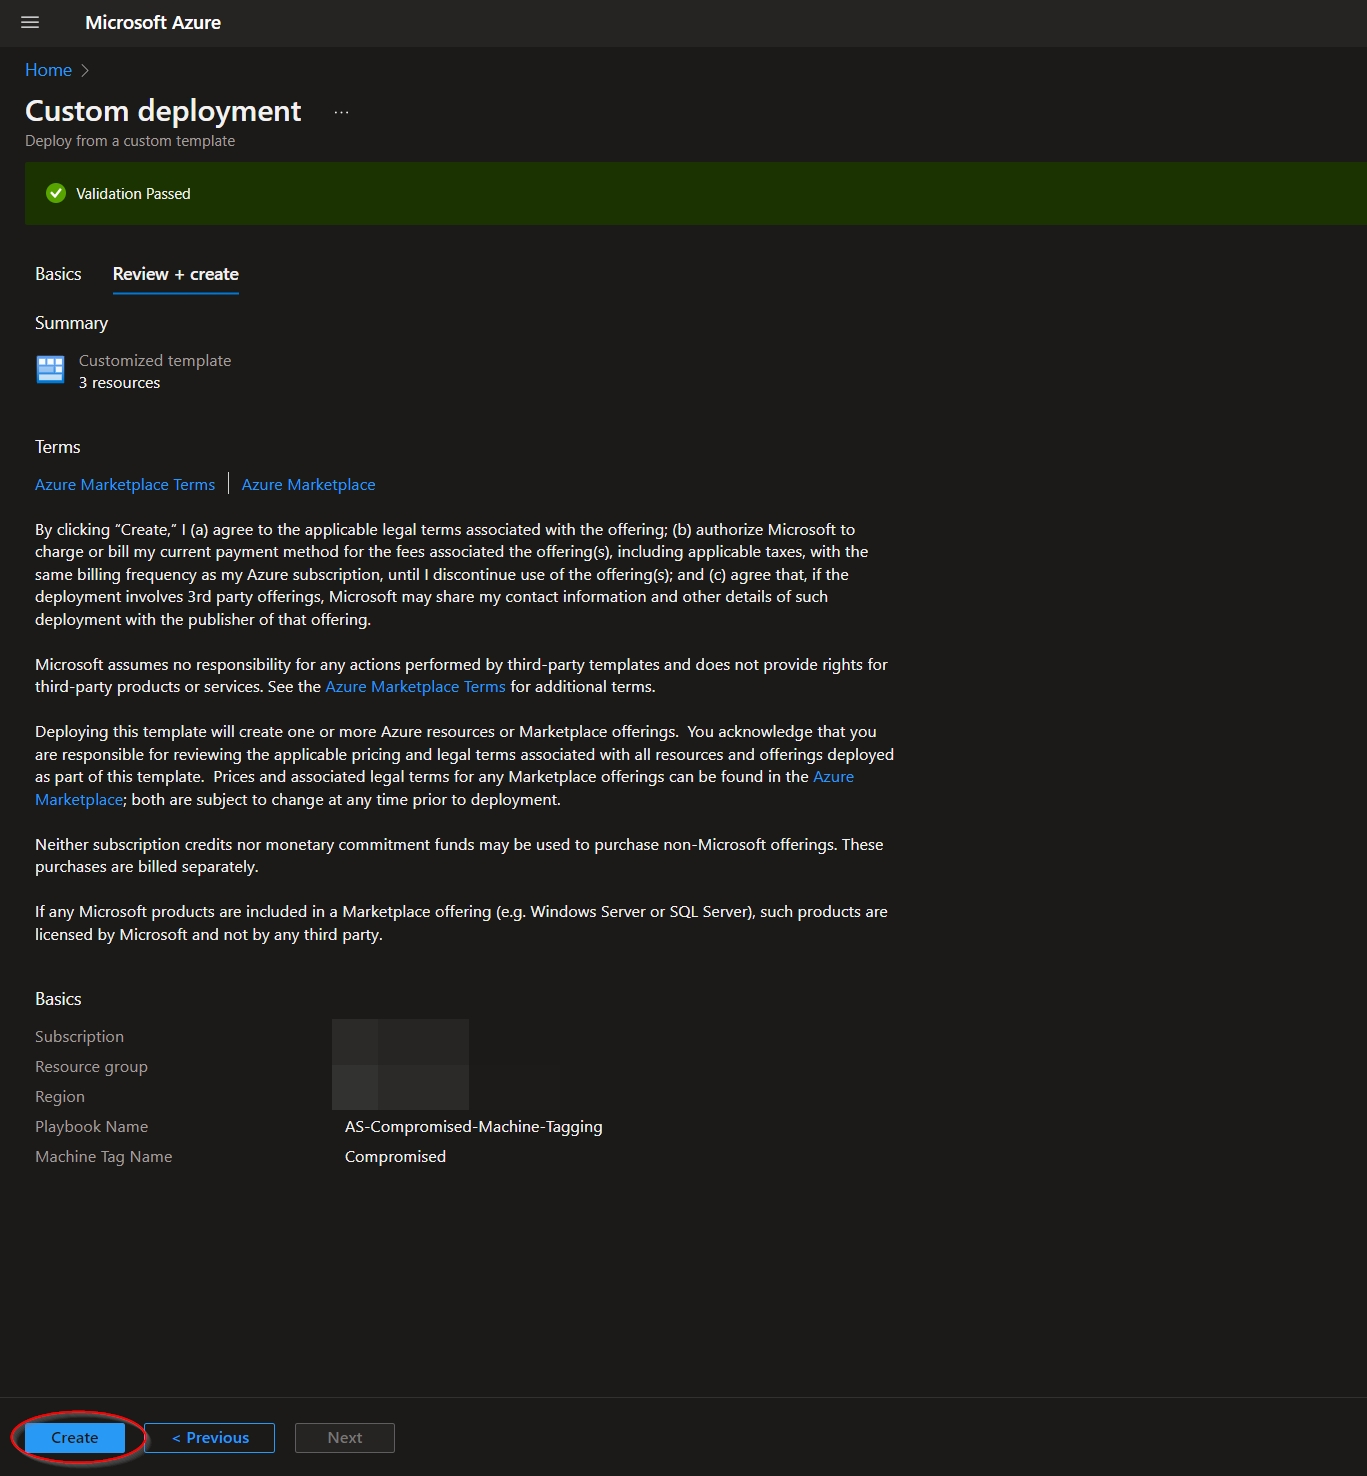 Microsoft Azure
Home
Custom deployment
...
Deploy from a custom template
Validation Passed
Basics
Review + create
Summary
Customized template
3 resources
Terms
Azure Marketplace Terms
Azure Marketplace
By clicking “Create,” I (a) agree to the applicable legal terms associated with the offering; (b) authorize Microsoft to
charge or bill my current payment method for the fees associated the offering(s), including applicable taxes, with the
same billing frequency as my Azure subscription, until I discontinue use of the offering(s); and (c) agree that, if the
deployment involves 3rd party offerings, Microsoft may share my contact information and other details of such
deployment with the publisher of that offering.
Microsoft assumes no responsibility for any actions performed by third-party templates and does not provide rights for
third-party products or services. See the Azure Marketplace Terms for additional terms.
Deploying this template will create one or more Azure resources or Marketplace offerings.  You acknowledge that you
are responsible for reviewing the applicable pricing and legal terms associated with all resources and offerings deployed
as part of this template.  Prices and associated legal terms for any Marketplace offerings can be found in the Azure
Marketplace; both are subject to change at any time prior to deployment.
Neither subscription credits nor monetary commitment funds may be used to purchase non-Microsoft offerings. These
purchases are billed separately.
If any Microsoft products are included in a Marketplace offering (e.g. Windows Server or SQL Server), such products are
licensed by Microsoft and not by any third party.
Basics
Subscription
Resource group
Region
Playbook Name AS-Compromised-Machine-Tagging
Machine Tag Name Compromised
Create
< Previous
Next